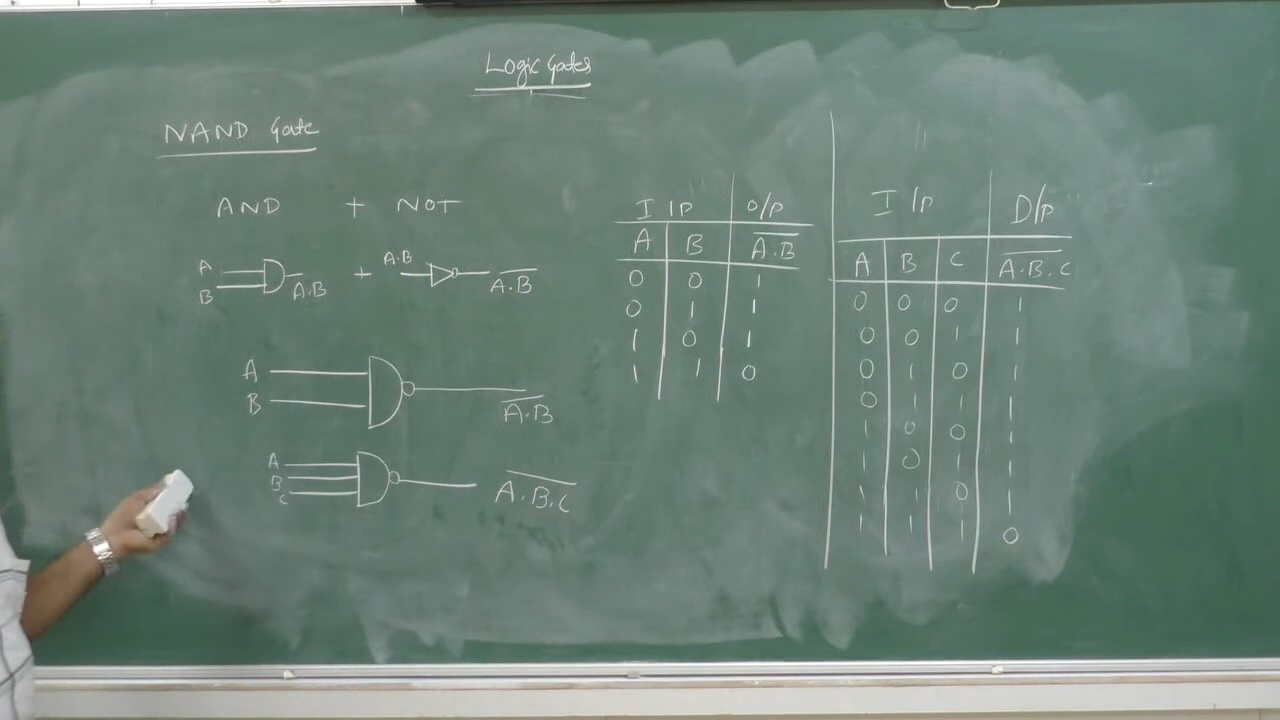 Logic Gates
NAND Gate
AND + NOT
A
B
A.B
+
A.B
A̅.̅B̅
A
B
A̅.̅B̅
A
B
C
A̅.̅B̅.̅C̅
I/P O/P
A B A̅.̅B̅
0 0 1
0 1 1
1 0 1
1 1 0
I/P O/P
A B C A̅.̅B̅.̅C̅
0 0 0 1
0 0 1 1
0 1 0 1
0 1 1 1
1 0 0 1
1 0 1 1
1 1 0 1
1 1 1 0